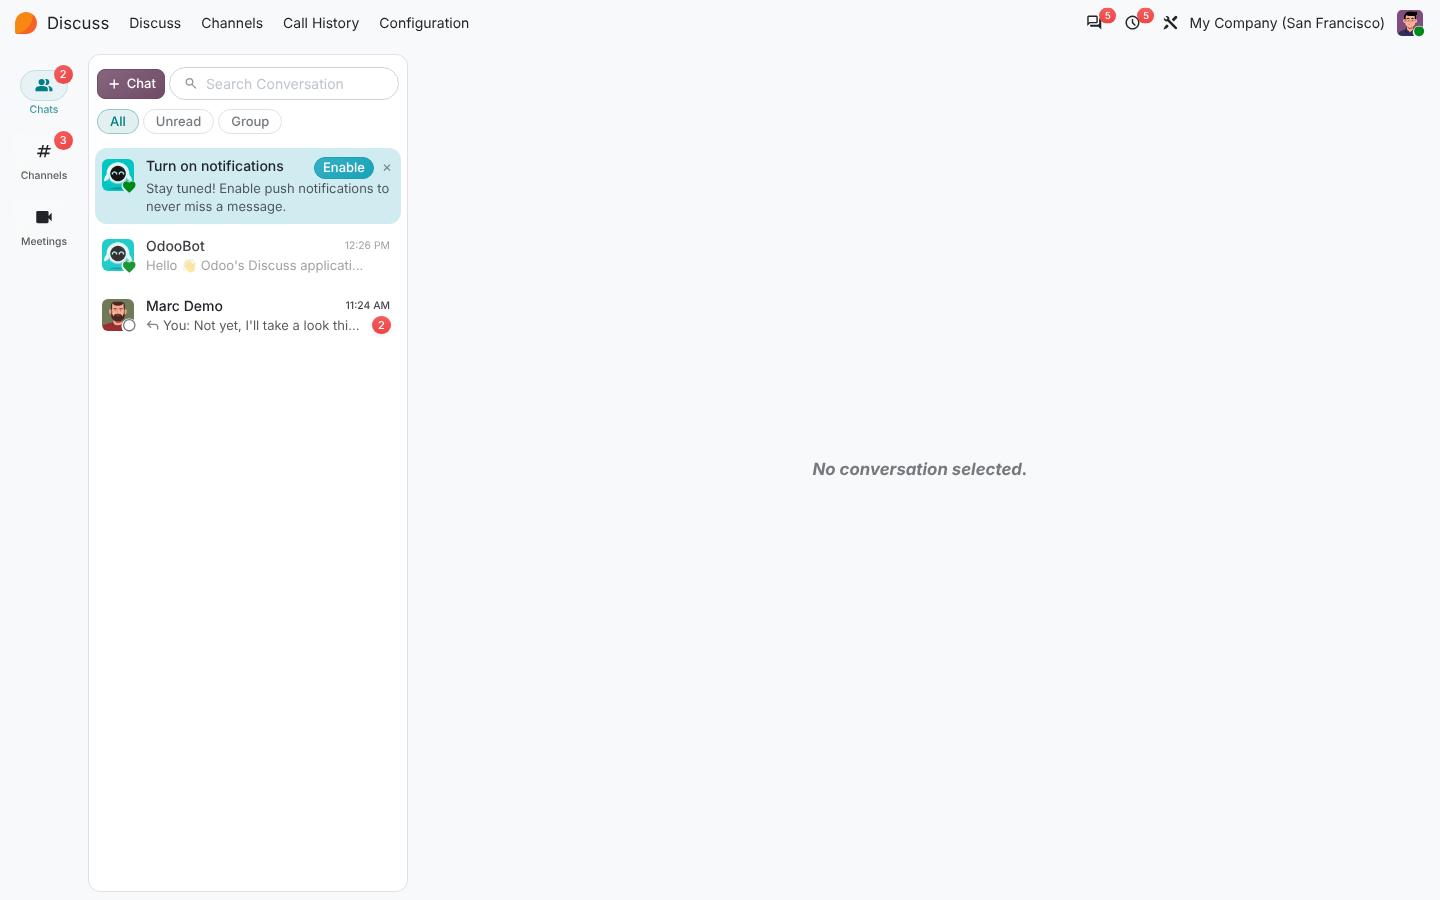 Discuss
Discuss
Channels
Call History
Configuration
5
5
My Company (San Francisco)
2
Chats
3
Channels
Meetings
Chat
Search Conversation
All
Unread
Group
Turn on notifications
Enable
Stay tuned! Enable push notifications to
never miss a message.
OdooBot
12:26 PM
Hello 👋 Odoo's Discuss applicati...
Marc Demo
11:24 AM
You: Not yet, I'll take a look thi...
2
No conversation selected.